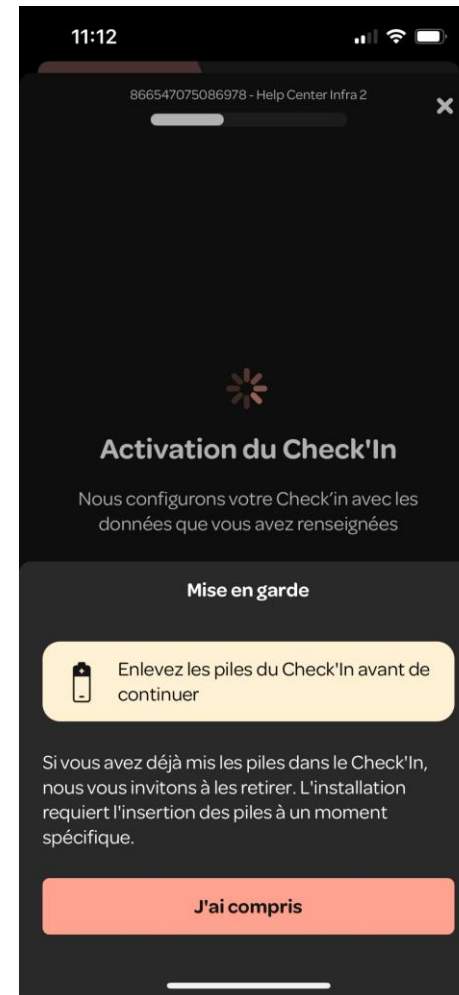 11:12
866547075086978 - Help Center Infra 2
Activation du Check'In
Nous configurons votre Check’in avec les
données que vous avez renseignées
Mise en garde
Enlevez les piles du Check'In avant de
continuer
Si vous avez déjà mis les piles dans le Check'In,
nous vous invitons à les retirer. L'installation
requiert l'insertion des piles à un moment
spécifique.
J'ai compris